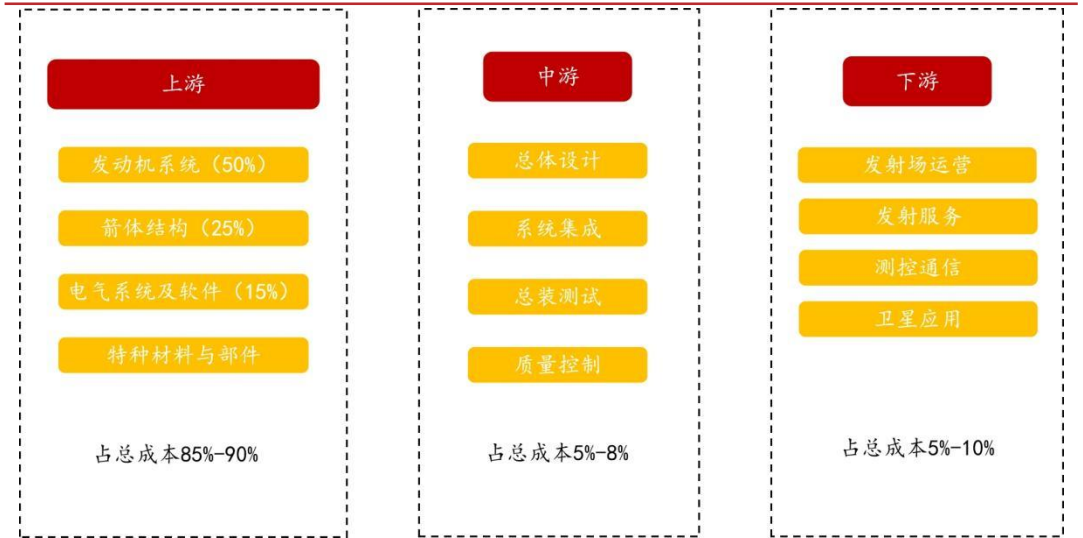 上游
发动机系统（50%）
箭体结构（25%）
电气系统及软件（15%）
特种材料与部件
占总成本85%-90%
中游
总体设计
系统集成
总装测试
质量控制
占总成本5%-8%
下游
发射场运营
发射服务
测控通信
卫星应用
占总成本5%-10%